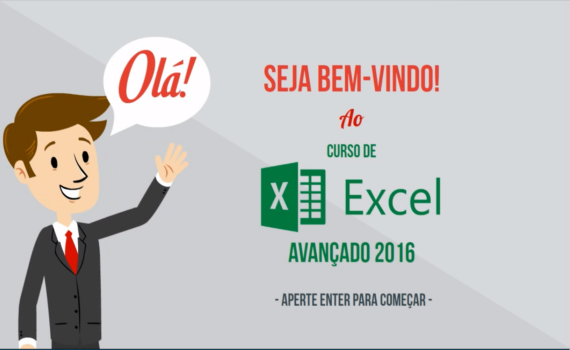 Olá!
SEJA BEM-VINDO!
Ao
CURSO DE
X Excel
AVANÇADO 2016
- APERTE ENTER PARA COMEÇAR -